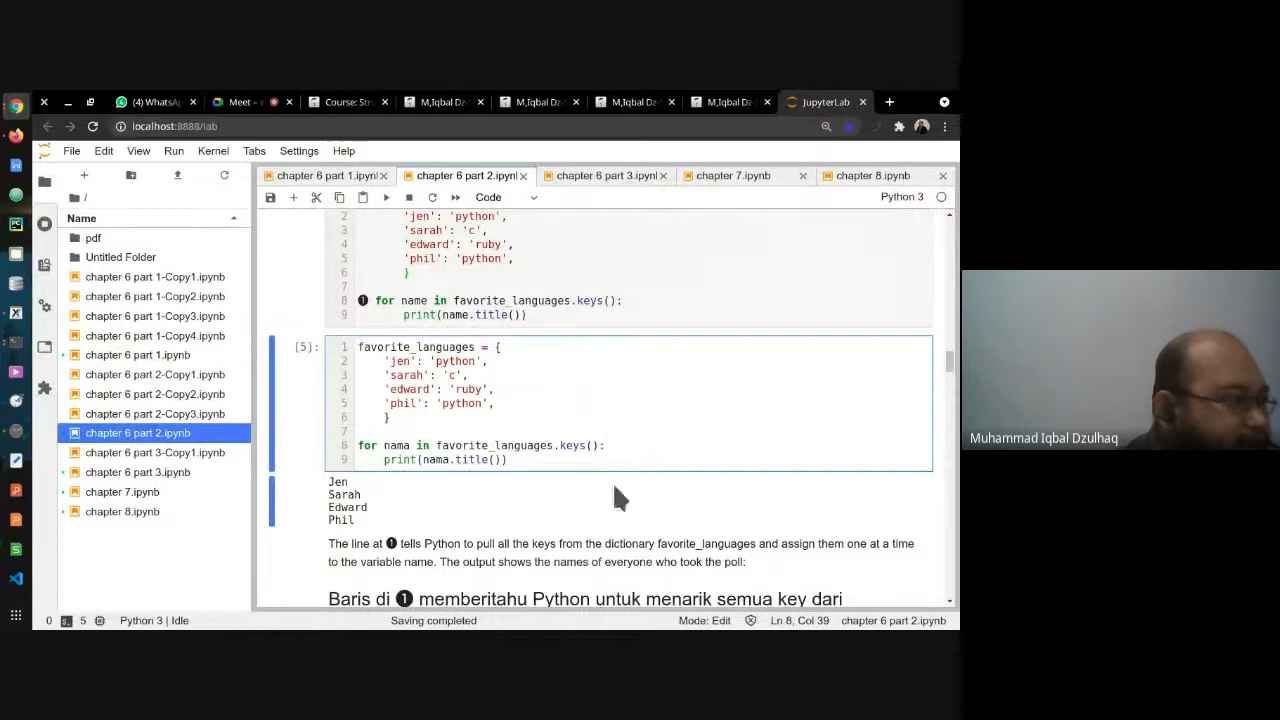 (4) WhatsA
Meet –
Course: Str
M,Iqbal Dz
M,Iqbal Dz
M,Iqbal Dz
M,Iqbal Dz
JupyterLab
localhost:8888/lab
File Edit View Run Kernel Tabs Settings Help
chapter 6 part 1.ipynl
chapter 6 part 2.ipynl
chapter 6 part 3.ipynl
chapter 7.ipynb
chapter 8.ipynb
/
Code
Python 3
Name
pdf
Untitled Folder
chapter 6 part 1-Copy1.ipynb
chapter 6 part 1-Copy2.ipynb
chapter 6 part 1-Copy3.ipynb
chapter 6 part 1-Copy4.ipynb
chapter 6 part 1.ipynb
chapter 6 part 2-Copy1.ipynb
chapter 6 part 2-Copy2.ipynb
chapter 6 part 2-Copy3.ipynb
chapter 6 part 2.ipynb
chapter 6 part 3-Copy1.ipynb
chapter 6 part 3.ipynb
chapter 7.ipynb
chapter 8.ipynb
2 'jen': 'python',
3 'sarah': 'c',
4 'edward': 'ruby',
5 'phil': 'python',
6 }
7
8 ❶ for name in favorite_languages.keys():
9 print(name.title())
[5]:
1 favorite_languages = {
2 'jen': 'python',
3 'sarah': 'c',
4 'edward': 'ruby',
5 'phil': 'python',
6 }
7
8 for nama in favorite_languages.keys():
9 print(nama.title())
Jen
Sarah
Edward
Phil
The line at ❶ tells Python to pull all the keys from the dictionary favorite_languages and assign them one at a time
to the variable name. The output shows the names of everyone who took the poll:
Baris di ❶ memberitahu Python untuk menarik semua key dari
0 5 Python 3 | Idle
Saving completed
Mode: Edit
Ln 8, Col 39
chapter 6 part 2.ipynb
Muhammad Iqbal Dzulhaq